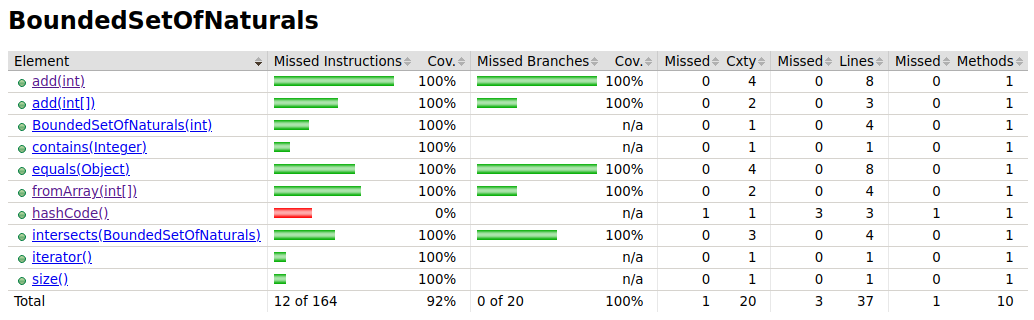 BoundedSetOfNaturals
Element Missed Instructions Cov. Missed Branches Cov. Missed Cxty Missed Lines Missed Methods
add(int) 100% 100% 0 4 0 8 0 1
add(int[]) 100% 100% 0 2 0 3 0 1
BoundedSetOfNaturals(int) 100% n/a 0 1 0 4 0 1
contains(Integer) 100% n/a 0 1 0 1 0 1
equals(Object) 100% 100% 0 4 0 8 0 1
fromArray(int[]) 100% 100% 0 2 0 4 0 1
hashCode() 0% n/a 1 1 3 3 1 1
intersects(BoundedSetOfNaturals) 100% 100% 0 3 0 4 0 1
iterator() 100% n/a 0 1 0 1 0 1
size() 100% n/a 0 1 0 1 0 1
Total 12 of 164 92% 0 of 20 100% 1 20 3 37 1 10